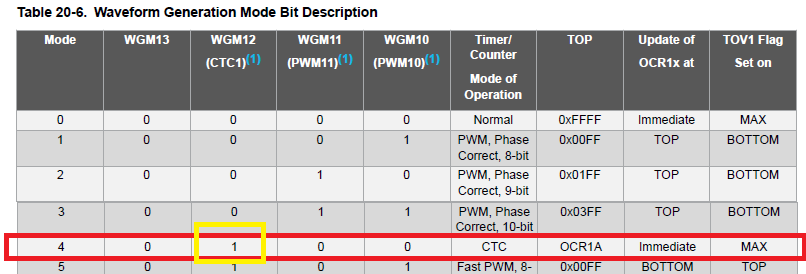 Table 20-6. Waveform Generation Mode Bit Description
Mode WGM13 WGM12 WGM11 WGM10 Timer/ TOP Update of TOV1 Flag
(CTC1)(1) (PWM11)(1) (PWM10)(1) Counter OCR1x at Set on
Mode of
Operation
0 0 0 0 0 Normal 0xFFFF Immediate MAX
1 0 0 0 1 PWM, Phase 0x00FF TOP BOTTOM
Correct, 8-bit
2 0 0 1 0 PWM, Phase 0x01FF TOP BOTTOM
Correct, 9-bit
3 0 0 1 1 PWM, Phase 0x03FF TOP BOTTOM
Correct, 10-bit
4 0 1 0 0 CTC OCR1A Immediate MAX
5 0 1 0 1 Fast PWM, 8- 0x00FF BOTTOM TOP